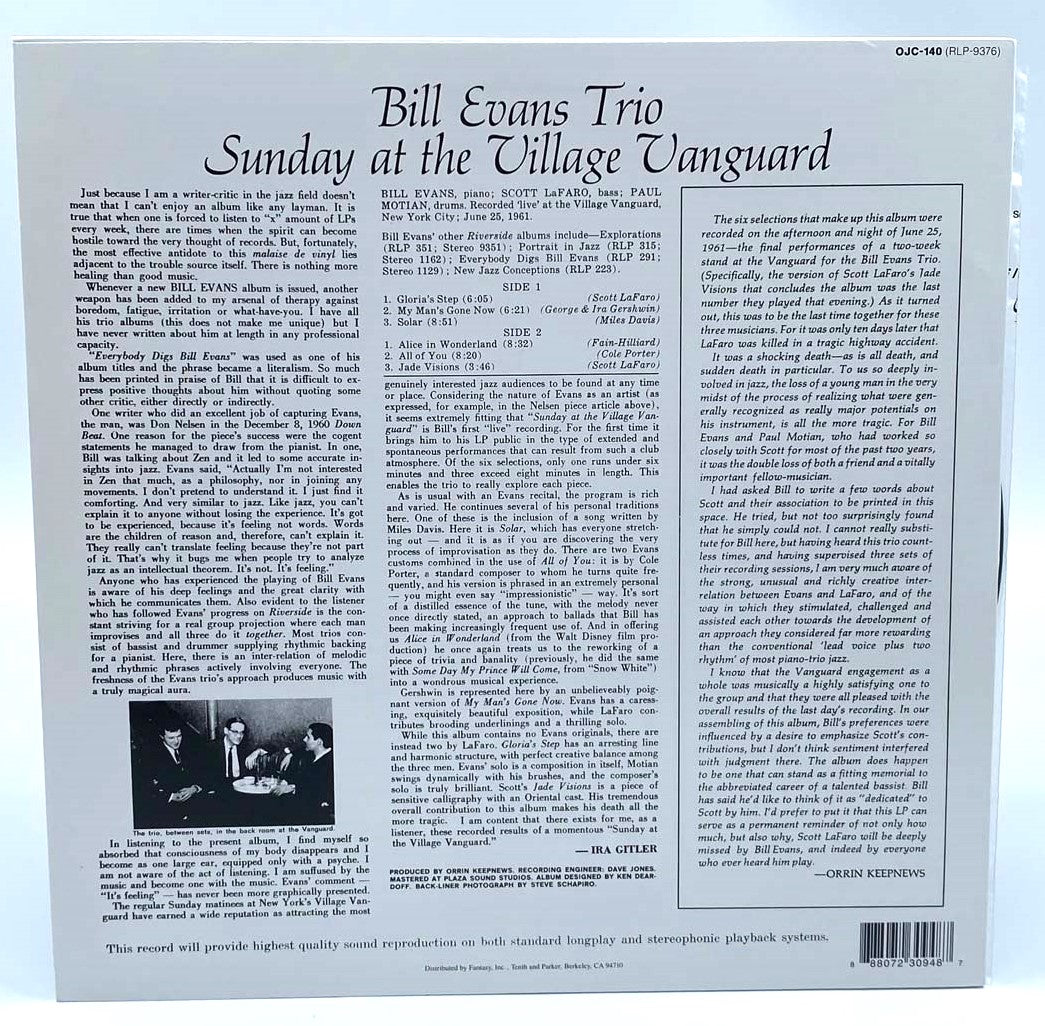 OJC-140 (RLP-9376)
Bill Evans Trio
Sunday at the Village Vanguard
Just because I am a writer-critic in the jazz field doesn't
mean that I can't enjoy an album like any layman. It is
true that when one is forced to listen to "x" amount of LPs
every week, there are times when the spirit can become
hostile toward the very thought of records. But, fortunately,
the most effective antidote to this malaise de vinyl lies
adjacent to the trouble source itself. There is nothing more
healing than good music.
Whenever a new BILL EVANS album is issued, another
weapon has been added to my arsenal of therapy against
boredom, fatigue, irritation or what-have-you. I have all
his trio albums (this does not make me unique) but I
have never written about him at length in any professional
capacity.
"Everybody Digs Bill Evans" was used as one of his
album titles and the phrase became a literalism. So much
has been printed in praise of Bill that it is difficult to ex-
press positive thoughts about him without quoting some
other critic, either directly or indirectly.
One writer who did an excellent job of capturing Evans,
the man, was Don Nelsen in the December 8, 1960 Down
Beat. One reason for the piece's success were the cogent
statements he managed to draw from the pianist. In one,
Bill was talking about Zen and it led to some accurate in-
sights into jazz. Evans said, "Actually I'm not interested
in Zen that much, as a philosophy, nor in joining any
movements. I don't pretend to understand it. I just find it
comforting. And very similar to jazz. Like jazz, you can't
explain it to anyone without losing the experience. It's got
to be experienced, because it's feeling not words. Words
are the children of reason and, therefore, can't explain it.
They really can't translate feeling because they're not part
of it. That's why it bugs me when people try to analyze
jazz as an intellectual theorem. It's not. It's feeling."
Anyone who has experienced the playing of Bill Evans
is aware of his deep feelings and the great clarity with
which he communicates them. Also evident to the listener
who has followed Evans' progress on Riverside is the con-
stant striving for a real group projection where each man
improvises and all three do it together. Most trios con-
sist of bassist and drummer supplying rhythmic backing
for a pianist. Here, there is an inter-relation of melodic
and rhythmic phrases actively involving everyone. The
freshness of the Evans trio's approach produces music with
a truly magical aura.
The trio, between sets, in the back room at the Vanguard.
In listening to the present album, I find myself so
absorbed that consciousness of my body disappears and I
become as one large ear, equipped only with a psyche. I
am not aware of the act of listening. I am suffused by the
music and become one with the music. Evans' comment —
"It's feeling" — has never been more graphically presented.
The regular Sunday matinees at New York's Village Van-
guard have earned a wide reputation as attracting the most
BILL EVANS, piano; SCOTT LaFARO, bass; PAUL
MOTIAN, drums. Recorded 'live' at the Village Vanguard,
New York City; June 25, 1961.
Bill Evans' other Riverside albums include—Explorations
(RLP 351; Stereo 9351); Portrait in Jazz (RLP 315;
Stereo 1162); Everybody Digs Bill Evans (RLP 291;
Stereo 1129); New Jazz Conceptions (RLP 223).
SIDE 1
1. Gloria's Step (6:05) (Scott LaFaro)
2. My Man's Gone Now (6:21) (George & Ira Gershwin)
3. Solar (8:51) (Miles Davis)
SIDE 2
1. Alice in Wonderland (8:32) (Fain-Hilliard)
2. All of You (8:20) (Cole Porter)
3. Jade Visions (3:46) (Scott LaFaro)
genuinely interested jazz audiences to be found at any time
or place. Considering the nature of Evans as an artist (as
expressed, for example, in the Nelsen piece article above),
it seems extremely fitting that "Sunday at the Village Van-
guard" is Bill's first "live" recording. For the first time it
brings him to his LP public in the type of extended and
spontaneous performances that can result from such a club
atmosphere. Of the six selections, only one runs under six
minutes and three exceed eight minutes in length. This
enables the trio to really explore each piece.
As is usual with an Evans recital, the program is rich
and varied. He continues several of his personal traditions
here. One of these is the inclusion of a song written by
Miles Davis. Here it is Solar, which has everyone stretch-
ing out — and it is as if you are discovering the very
process of improvisation as they do. There are two Evans
customs combined in the use of All of You: it is by Cole
Porter, a standard composer to whom he turns quite fre-
quently, and his version is phrased in an extremely personal
— you might even say "impressionistic" — way. It's sort
of a distilled essence of the tune, with the melody never
once directly stated, an approach to ballads that Bill has
been making increasingly frequent use of. And in offering
us Alice in Wonderland (from the Walt Disney film pro-
duction) he once again treats us to the reworking of a
piece of trivia and banality (previously, he did the same
with Some Day My Prince Will Come, from "Snow White")
into a wondrous musical experience.
Gershwin is represented here by an unbelieveably poig-
nant version of My Man's Gone Now. Evans has a caress-
ing, exquisitely beautiful exposition, while LaFaro con-
tributes brooding underlinings and a thrilling solo.
While this album contains no Evans originals, there are
instead two by LaFaro. Gloria's Step has an arresting line
and harmonic structure, with perfect creative balance among
the three men. Evans' solo is a composition in itself, Motian
swings dynamically with his brushes, and the composer's
solo is truly brilliant. Scott's Jade Visions is a piece of
sensitive calligraphy with an Oriental cast. His tremendous
overall contribution to this album makes his death all the
more tragic. I am content that there exists for me, as a
listener, these recorded results of a momentous "Sunday at
the Village Vanguard."
— IRA GITLER
PRODUCED BY ORRIN KEEPNEWS. RECORDING ENGINEER: DAVE JONES.
MASTERED AT PLAZA SOUND STUDIOS. ALBUM DESIGNED BY KEN DEAR-
DOFF. BACK-LINER PHOTOGRAPH BY STEVE SCHAPIRO.
The six selections that make up this album were
recorded on the afternoon and night of June 25,
1961—the final performances of a two-week
stand at the Vanguard for the Bill Evans Trio.
(Specifically, the version of Scott LaFaro's Jade
Visions that concludes the album was the last
number they played that evening.) As it turned
out, this was to be the last time together for these
three musicians. For it was only ten days later that
LaFaro was killed in a tragic highway accident.
It was a shocking death—as is all death, and
sudden death in particular. To us so deeply in-
volved in jazz, the loss of a young man in the very
midst of the process of realizing what were gen-
erally recognized as really major potentials on
his instrument, is all the more tragic. For Bill
Evans and Paul Motian, who had worked so
closely with Scott for most of the past two years,
it was the double loss of both a friend and a vitally
important fellow-musician.
I had asked Bill to write a few words about
Scott and their association to be printed in this
space. He tried, but not too surprisingly found
that he simply could not. I cannot really substi-
tute for Bill here, but having heard this trio count-
less times, and having supervised three sets of
their recording sessions, I am very much aware of
the strong, unusual and richly creative inter-
relation between Evans and LaFaro, and of the
way in which they stimulated, challenged and
assisted each other towards the development of
an approach they considered far more rewarding
than the conventional 'lead voice plus two
rhythm' of most piano-trio jazz.
I know that the Vanguard engagement as a
whole was musically a highly satisfying one to
the group and that they were all pleased with the
overall results of the last day's recording. In our
assembling of this album, Bill's preferences were
influenced by a desire to emphasize Scott's con-
tributions, but I don't think sentiment interfered
with judgment there. The album does happen
to be one that can stand as a fitting memorial to
the abbreviated career of a talented bassist. Bill
has said he'd like to think of it as "dedicated" to
Scott by him. I'd prefer to put it that this LP can
serve as a permanent reminder of not only how
much, but also why, Scott LaFaro will be deeply
missed by Bill Evans, and indeed by everyone
who ever heard him play.
—ORRIN KEEPNEWS
This record will provide highest quality sound reproduction on both standard longplay and stereophonic playback systems.
Distributed by Fantasy, Inc., Tenth and Parker, Berkeley, CA 94710
8 88072 30948 7